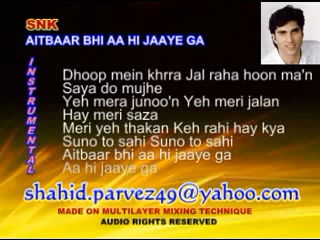 SNK
AITBAAR BHI AA HI JAAYE GA
INSTRUMENTAL
Dhoop mein khrra Jal raha hoon ma'n
Saya do mujhe
Yeh mera junoo'n Yeh meri jalan
Hay meri saza
Meri yeh thakan Keh rahi hay kya
Suno to sahi Suno to sahi
Aitbaar bhi aa hi jaaye ga
Aa hi jaaye ga
shahid.parvez49@yahoo.com
MADE ON MULTILAYER MIXING TECHNIQUE
AUDIO RIGHTS RESERVED